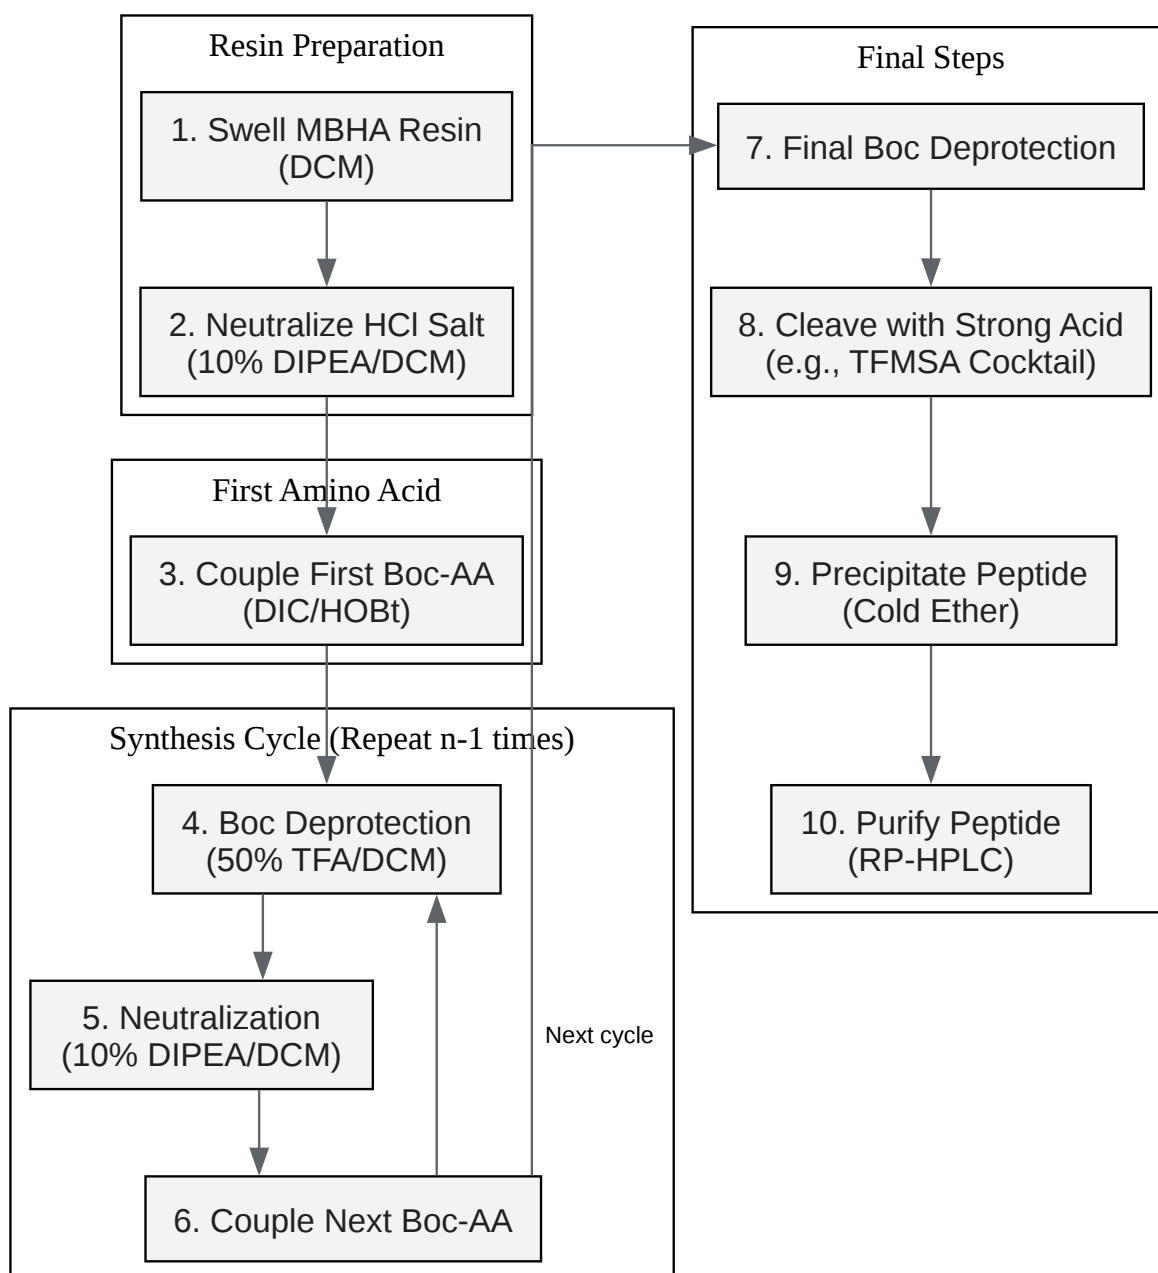 Resin Preparation
1. Swell MBHA Resin
(DCM)
2. Neutralize HCl Salt
(10% DIPEA/DCM)
First Amino Acid
3. Couple First Boc-AA
(DIC/HOBt)
Synthesis Cycle (Repeat n-1 times)
4. Boc Deprotection
(50% TFA/DCM)
5. Neutralization
(10% DIPEA/DCM)
Next cycle
6. Couple Next Boc-AA
Final Steps
7. Final Boc Deprotection
8. Cleave with Strong Acid
(e.g., TFMSA Cocktail)
9. Precipitate Peptide
(Cold Ether)
10. Purify Peptide
(RP-HPLC)